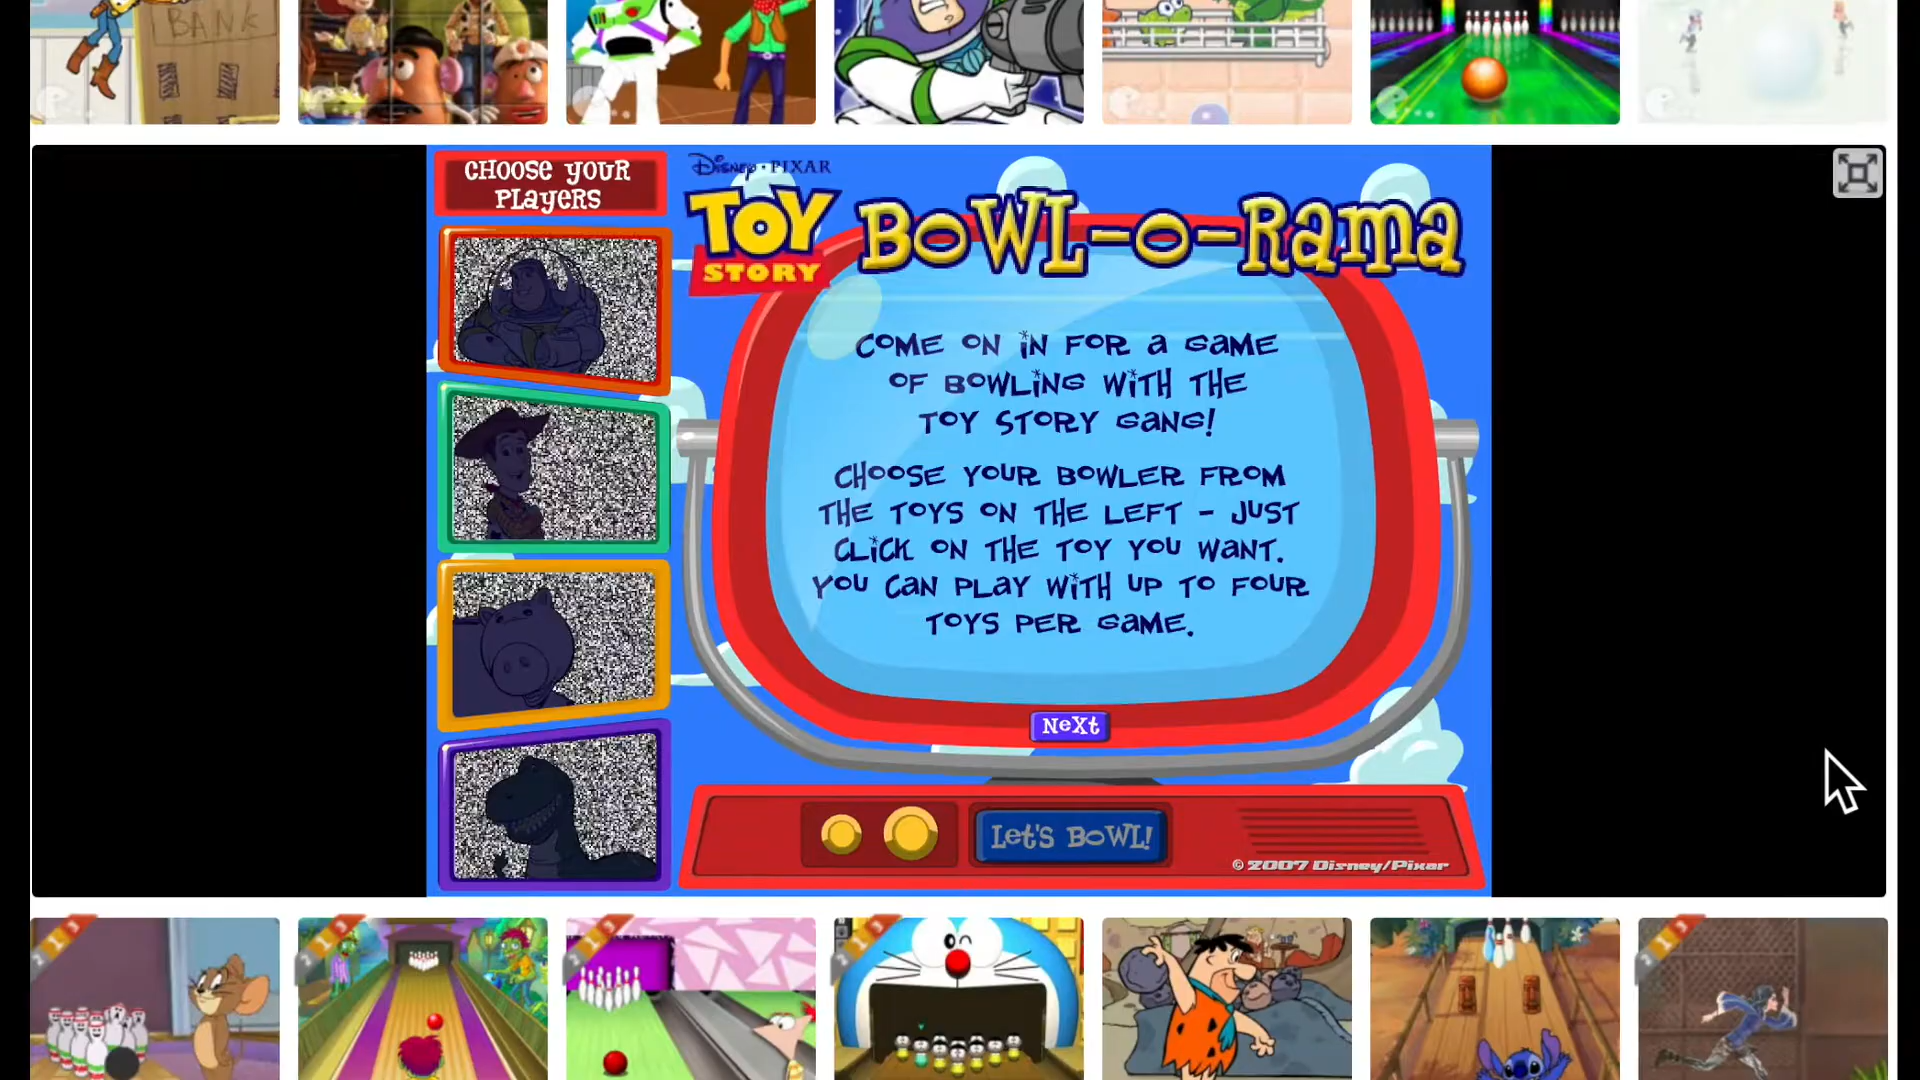 BANK
CHOOSE YOUR
PLAYERS
DISNEY · PIXAR
TOY
STORY
BOWL-O-RAMA
COME ON IN FOR A GAME
OF BOWLING WITH THE
TOY STORY GANG!
CHOOSE YOUR BOWLER FROM
THE TOYS ON THE LEFT - JUST
CLICK ON THE TOY YOU WANT.
YOU CAN PLAY WITH UP TO FOUR
TOYS PER GAME.
NeXt
Let's BOWL!
© 2007 Disney/Pixar